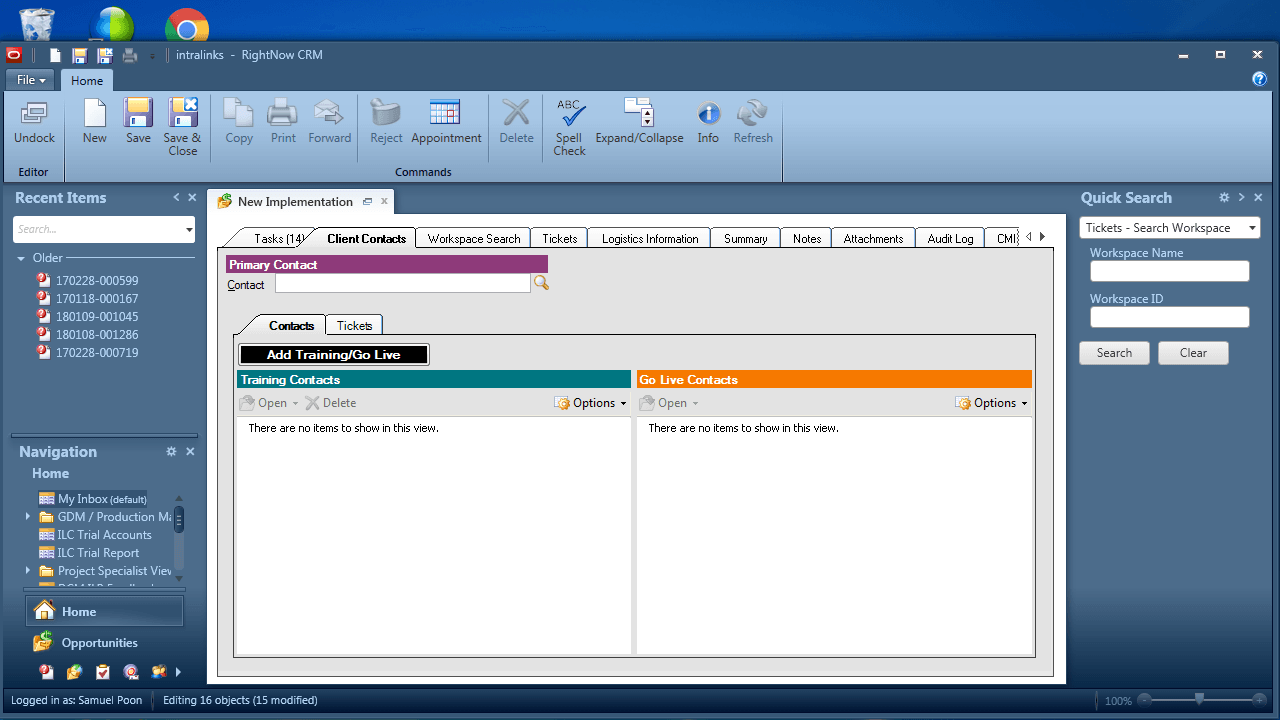 intralinks - RightNow CRM
File
Home
Undock
New
Save
Save &
Close
Copy
Print
Forward
Reject
Appointment
Delete
ABC
Spell
Check
Expand/Collapse
Info
Refresh
Editor
Commands
Recent Items
Search...
Older
170228-000599
170118-000167
180109-001045
180108-001286
170228-000719
Navigation
Home
My Inbox (default)
GDM / Production Ma
ILC Trial Accounts
ILC Trial Report
Project Specialist View
Home
Opportunities
New Implementation
Tasks (14)
Client Contacts
Workspace Search
Tickets
Logistics Information
Summary
Notes
Attachments
Audit Log
CMI
Primary Contact
Contact
Contacts
Tickets
Add Training/Go Live
Training Contacts
Open
Delete
Options
There are no items to show in this view.
Go Live Contacts
Open
Options
There are no items to show in this view.
Quick Search
Tickets - Search Workspace
Workspace Name
Workspace ID
Search
Clear
Logged in as: Samuel Poon
Editing 16 objects (15 modified)
100%